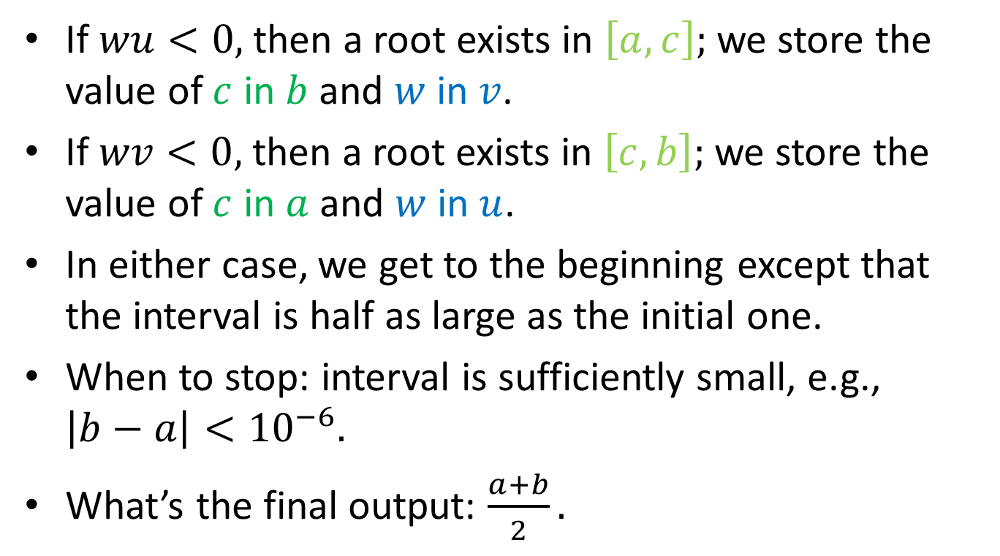 • If 𝑤𝑢 < 0, then a root exists in [𝑎, 𝑐]; we store the
value of 𝑐 in 𝑏 and 𝑤 in 𝑣.
• If 𝑤𝑣 < 0, then a root exists in [𝑐, 𝑏]; we store the
value of 𝑐 in 𝑎 and 𝑤 in 𝑢.
• In either case, we get to the beginning except that
the interval is half as large as the initial one.
• When to stop: interval is sufficiently small, e.g.,
|𝑏 − 𝑎| < 10⁻⁶.
• What’s the final output: (𝑎+𝑏)/2 .